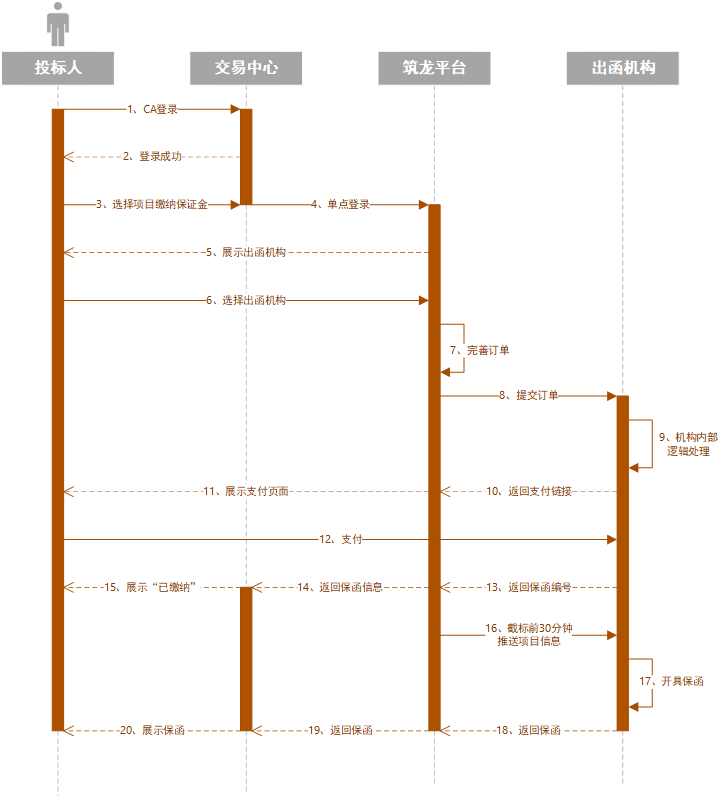 投标人
交易中心
筑龙平台
出函机构
1、CA登录
2、登录成功
3、选择项目缴纳保证金
4、单点登录
5、展示出函机构
6、选择出函机构
7、完善订单
8、提交订单
9、机构内部
逻辑处理
11、展示支付页面
10、返回支付链接
12、支付
15、展示“已缴纳”
14、返回保函信息
13、返回保函编号
16、截标前30分钟
推送项目信息
17、开具保函
20、展示保函
19、返回保函
18、返回保函